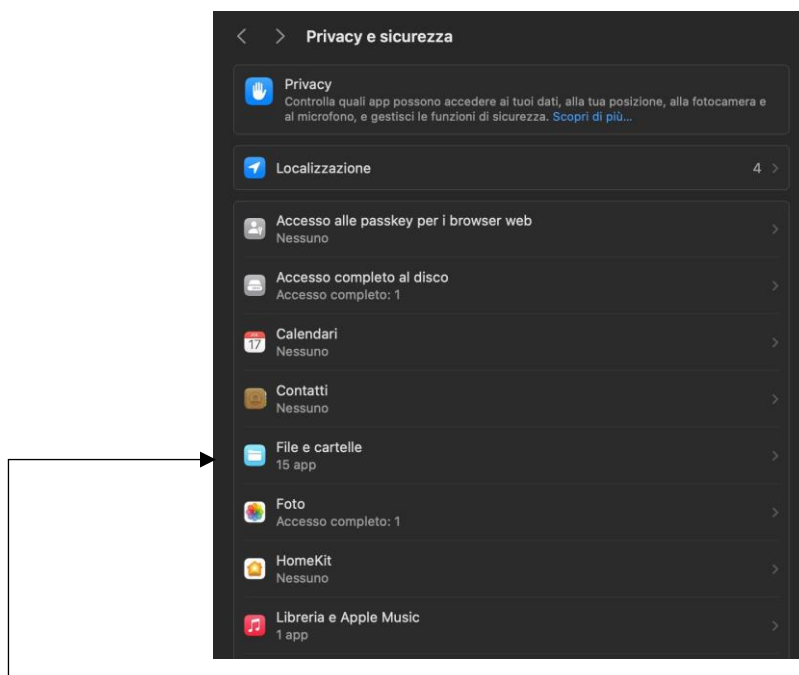 Privacy e sicurezza
Privacy
Controlla quali app possono accedere ai tuoi dati, alla tua posizione, alla fotocamera e
al microfono, e gestisci le funzioni di sicurezza. Scopri di più...
Localizzazione
4
Accesso alle passkey per i browser web
Nessuno
Accesso completo al disco
Accesso completo: 1
17
Calendari
Nessuno
Contatti
Nessuno
File e cartelle
15 app
Foto
Accesso completo: 1
HomeKit
Nessuno
Libreria e Apple Music
1 app